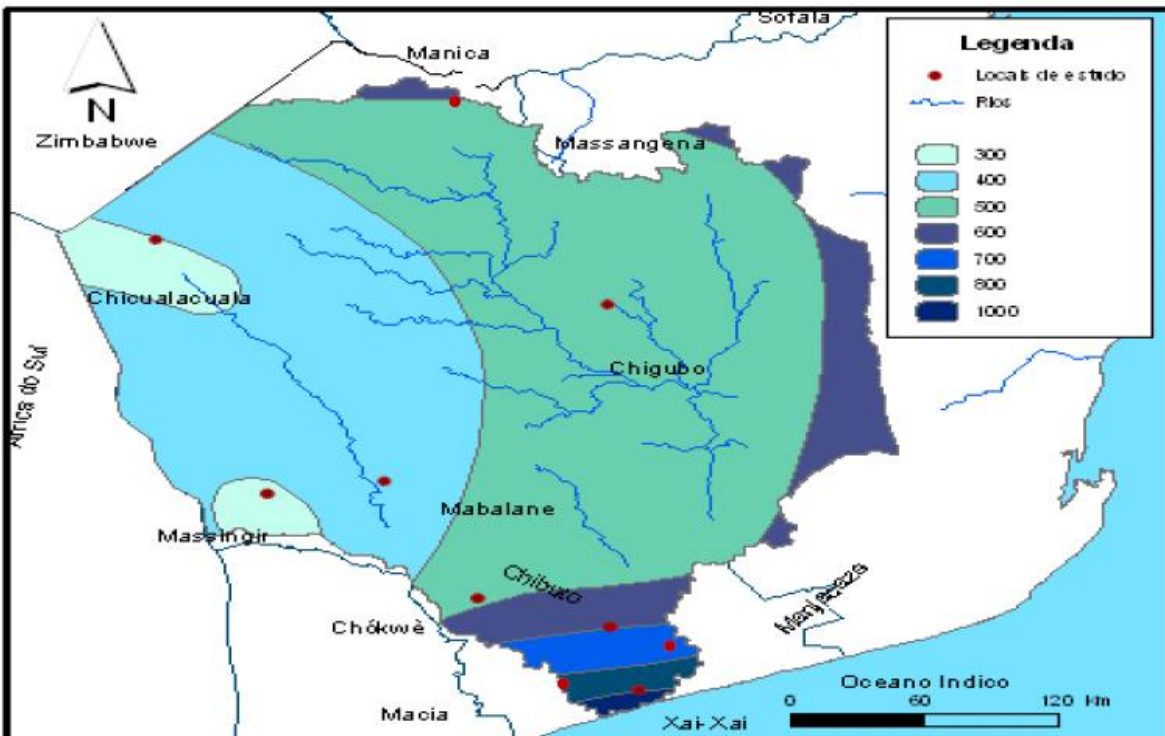 Sofala
Manica
N
Zimbabwe
Massangena
Chicualacuala
África do Sul
Chigubo
Mabalane
Massingir
Chibuto
Chókwè
Manjacaze
Macia
Xai-Xai
Oceano Indico
0 60 120 Km
Legenda
Locais de estudo
Rios
300
400
500
600
700
800
1000